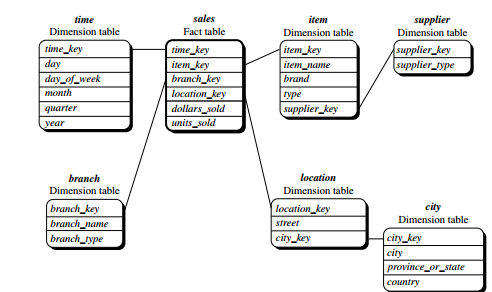 time
Dimension table
time_key
day
day_of_week
month
quarter
year
sales
Fact table
time_key
item_key
branch_key
location_key
dollars_sold
units_sold
item
Dimension table
item_key
item_name
brand
type
supplier_key
supplier
Dimension table
supplier_key
supplier_type
branch
Dimension table
branch_key
branch_name
branch_type
location
Dimension table
location_key
street
city_key
city
Dimension table
city_key
city
province_or_state
country